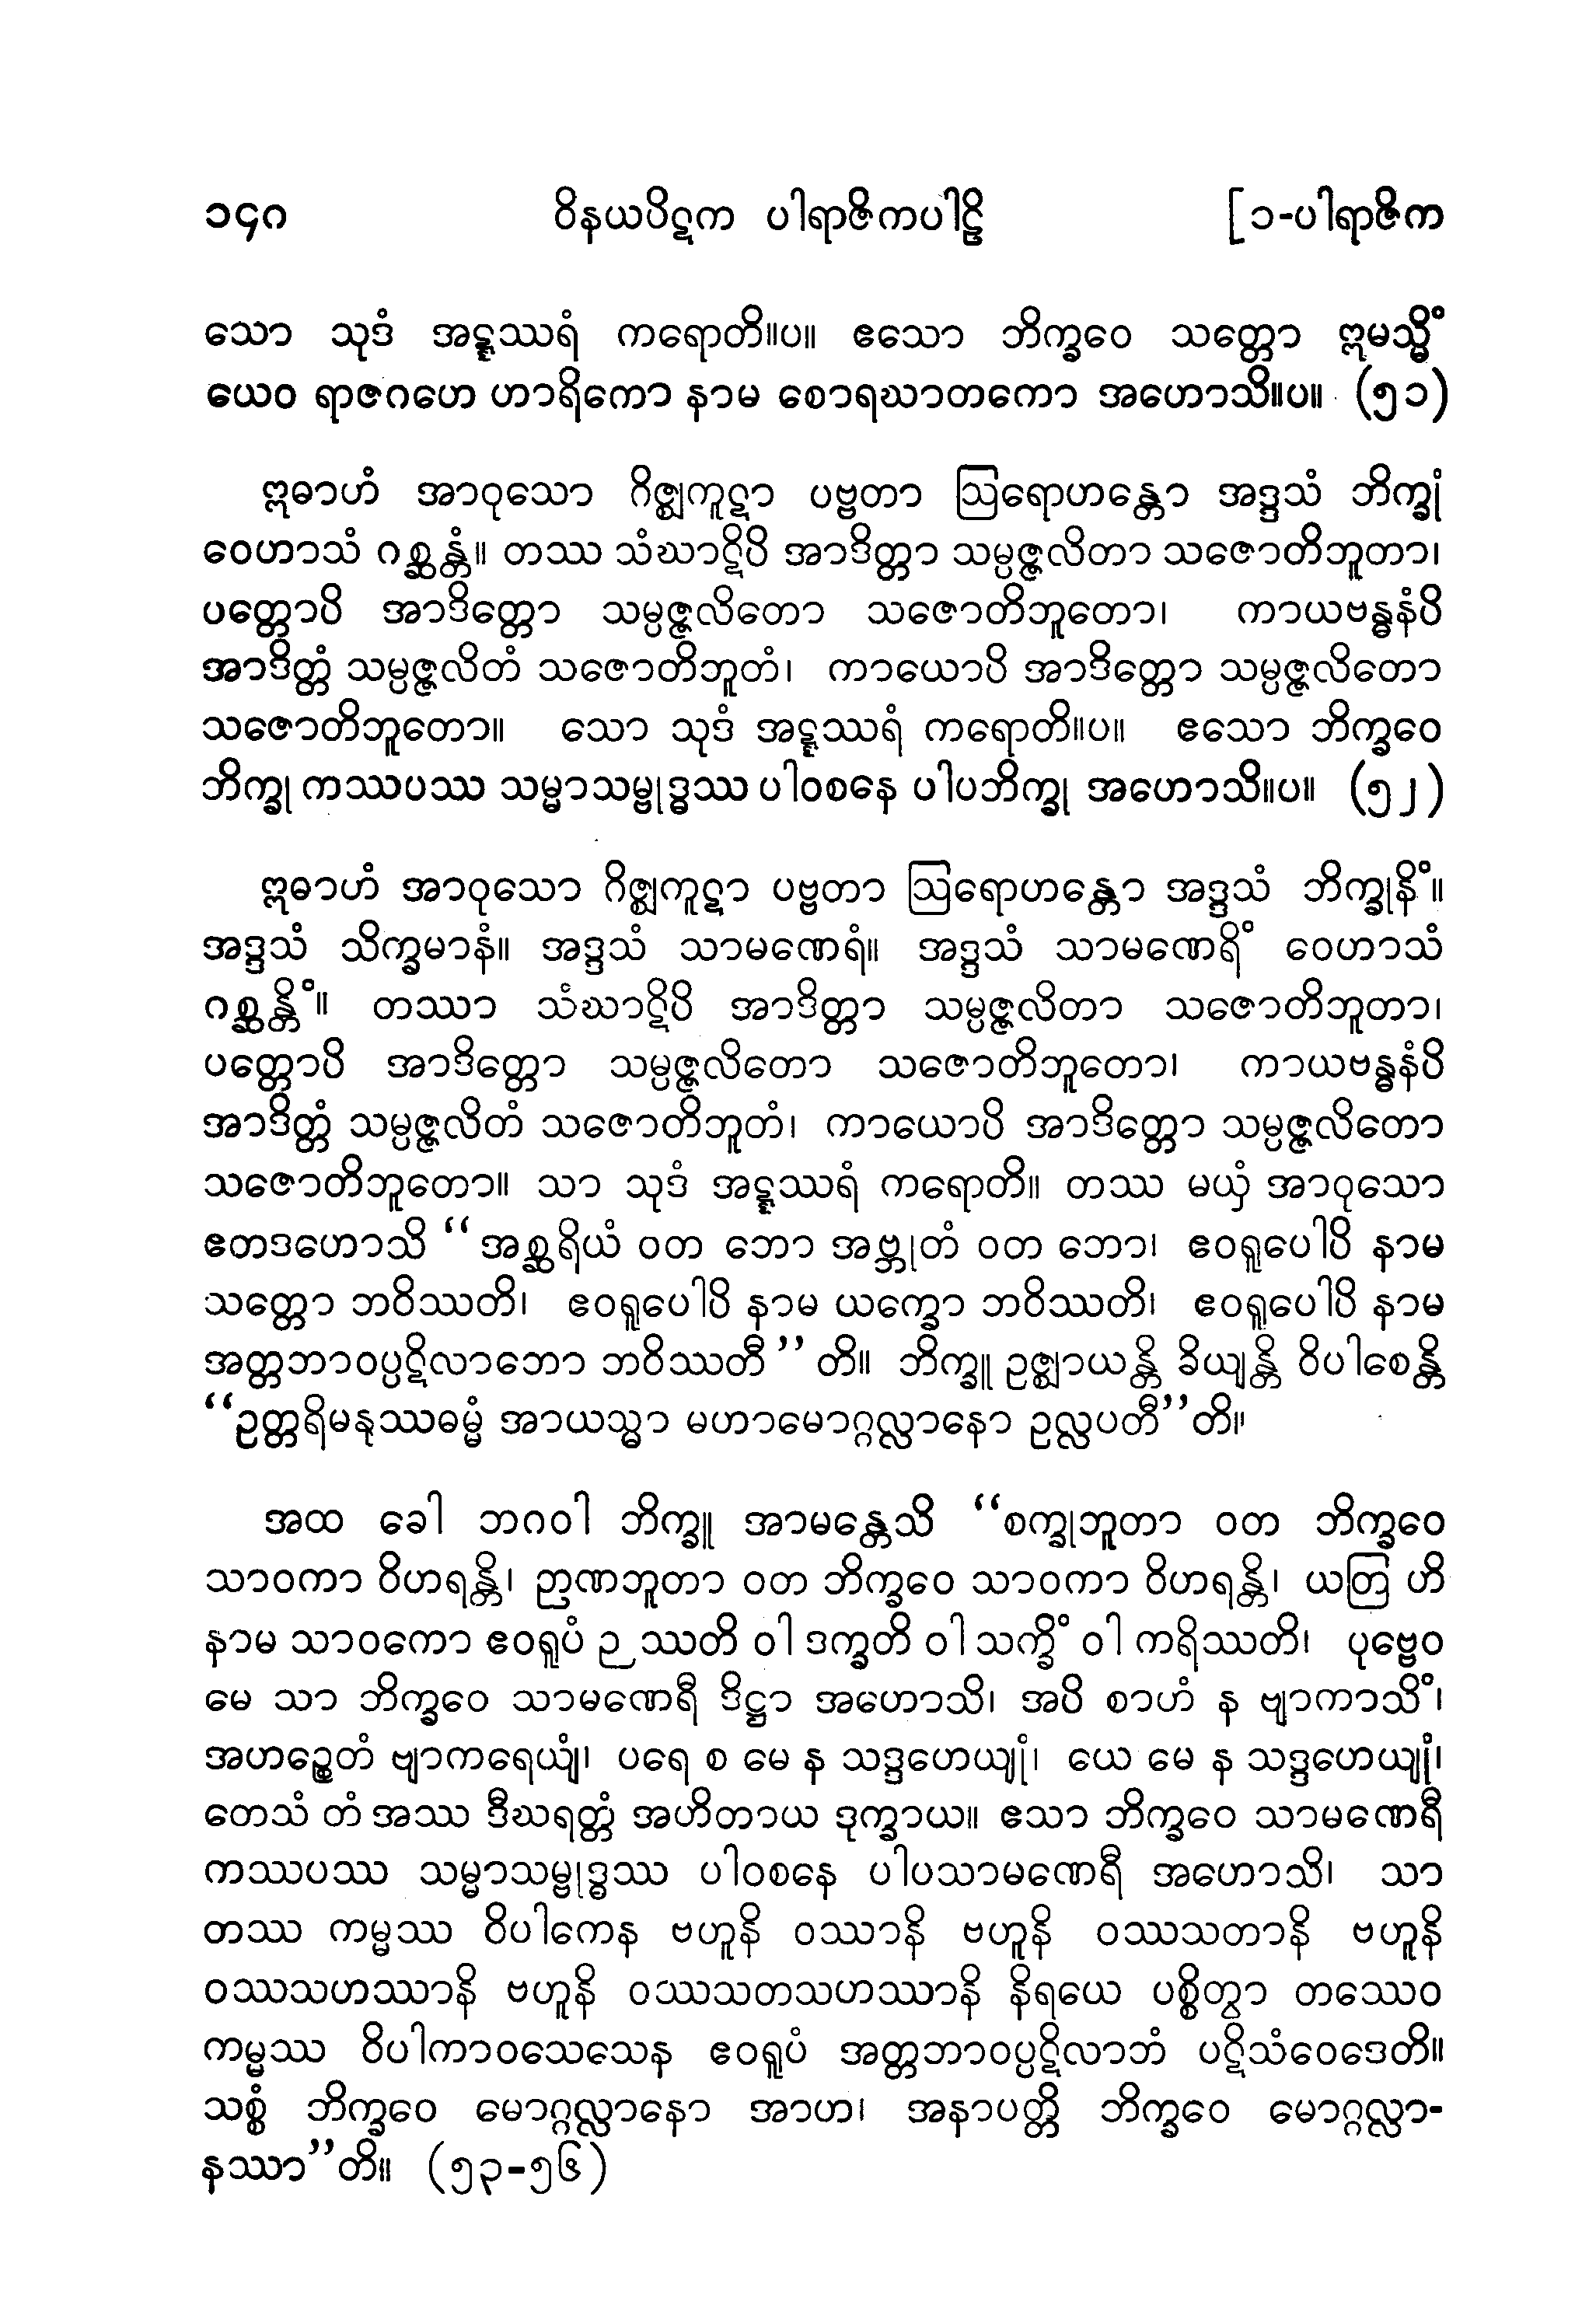 ၁၄ဂ ဝိနယပိဋက ပါရာဇိကပါဠိ [၁-ပါရာဇိက
သော သုဒံ အဋ္ဋဿရံ ကရောတိ။ပ။ ဧသော ဘိက္ခဝေ သတ္တော ဣမသ္မိံ
ယေဝ ရာဇဂဟေ ဟာရိကော နာမ စောရဃာတကော အဟောသိ။ပ။ (၅၁)
ဣဓာဟံ အာဝုသော ဂိဇ္ဈကူဋာ ပဗ္ဗတာ ဩရောဟန္တော အဒ္ဒသံ ဘိက္ခုံ
ဝေဟာသံ ဂစ္ဆန္တံ။ တဿ သံဃာဋိပိ အာဒိတ္တာ သမ္ပဇ္ဇလိတာ သဇောတိဘူတာ၊
ပတ္တောပိ အာဒိတ္တော သမ္ပဇ္ဇလိတော သဇောတိဘူတော၊ ကာယဗန္ဓနံပိ
အာဒိတ္တံ သမ္ပဇ္ဇလိတံ သဇောတိဘူတံ၊ ကာယောပိ အာဒိတ္တော သမ္ပဇ္ဇလိတော
သဇောတိဘူတော။ သော သုဒံ အဋ္ဋဿရံ ကရောတိ။ပ။ ဧသော ဘိက္ခဝေ
ဘိက္ခု ကဿပဿ သမ္မာသမ္ဗုဒ္ဓဿ ပါဝစနေ ပါပဘိက္ခု အဟောသိ။ပ။ (၅၂)
ဣဓာဟံ အာဝုသော ဂိဇ္ဈကူဋာ ပဗ္ဗတာ ဩရောဟန္တော အဒ္ဒသံ ဘိက္ခုနိံ။
အဒ္ဒသံ သိက္ခမာနံ။ အဒ္ဒသံ သာမဏေရံ။ အဒ္ဒသံ သာမဏေရိံ ဝေဟာသံ
ဂစ္ဆန္တိံ။ တဿာ သံဃာဋိပိ အာဒိတ္တာ သမ္ပဇ္ဇလိတာ သဇောတိဘူတာ၊
ပတ္တောပိ အာဒိတ္တော သမ္ပဇ္ဇလိတော သဇောတိဘူတော၊ ကာယဗန္ဓနံပိ
အာဒိတ္တံ သမ္ပဇ္ဇလိတံ သဇောတိဘူတံ၊ ကာယောပိ အာဒိတ္တော သမ္ပဇ္ဇလိတော
သဇောတိဘူတော။ သာ သုဒံ အဋ္ဋဿရံ ကရောတိ။ တဿ မယှံ အာဝုသော
ဧတဒဟောသိ “အစ္ဆရိယံ ဝတ ဘော အဗ္ဘုတံ ဝတ ဘော၊ ဧဝရူပေါပိ နာမ
သတ္တော ဘဝိဿတိ၊ ဧဝရူပေါပိ နာမ ယက္ခော ဘဝိဿတိ၊ ဧဝရူပေါပိ နာမ
အတ္တဘာဝပ္ပဋိလာဘော ဘဝိဿတီ”တိ။ ဘိက္ခူ ဥဇ္ဈာယန္တိ ခိယျန္တိ ဝိပါစေန္တိ
“ဥတ္တရိမနုဿဓမ္မံ အာယသ္မာ မဟာမောဂ္ဂလ္လာနော ဥလ္လပတီ”တိ။
အထ ခေါ ဘဂဝါ ဘိက္ခူ အာမန္တေသိ “စက္ခုဘူတာ ဝတ ဘိက္ခဝေ
သာဝကာ ဝိဟရန္တိ၊ ဉာဏဘူတာ ဝတ ဘိက္ခဝေ သာဝကာ ဝိဟရန္တိ၊ ယတြ ဟိ
နာမ သာဝကော ဧဝရူပံ ဉဿတိ ဝါ ဒက္ခတိ ဝါ သက္ခိံ ဝါ ကရိဿတိ၊ ပုဗ္ဗေဝ
မေ သာ ဘိက္ခဝေ သာမဏေရီ ဒိဋ္ဌာ အဟောသိ၊ အပိ စာဟံ န ဗျာကာသိံ၊
အဟဉ္စေတံ ဗျာကရေယျံ၊ ပရေ စ မေ န သဒ္ဒဟေယျုံ၊ ယေ မေ န သဒ္ဒဟေယျုံ၊
တေသံ တံ အဿ ဒီဃရတ္တံ အဟိတာယ ဒုက္ခာယ။ ဧသာ ဘိက္ခဝေ သာမဏေရီ
ကဿပဿ သမ္မာသမ္ဗုဒ္ဓဿ ပါဝစနေ ပါပသာမဏေရီ အဟောသိ၊ သာ
တဿ ကမ္မဿ ဝိပါကေန ဗဟူနိ ဝဿာနိ ဗဟူနိ ဝဿသတာနိ ဗဟူနိ
ဝဿသဟဿာနိ ဗဟူနိ ဝဿသတသဟဿာနိ နိရယေ ပစ္စိတွာ တဿေဝ
ကမ္မဿ ဝိပါကာဝသေသေန ဧဝရူပံ အတ္တဘာဝပ္ပဋိလာဘံ ပဋိသံဝေဒေတိ။
သစ္စံ ဘိက္ခဝေ မောဂ္ဂလ္လာနော အာဟ၊ အနာပတ္တိ ဘိက္ခဝေ မောဂ္ဂလ္လာ-
နဿာ”တိ။ (၅၃-၅၆)